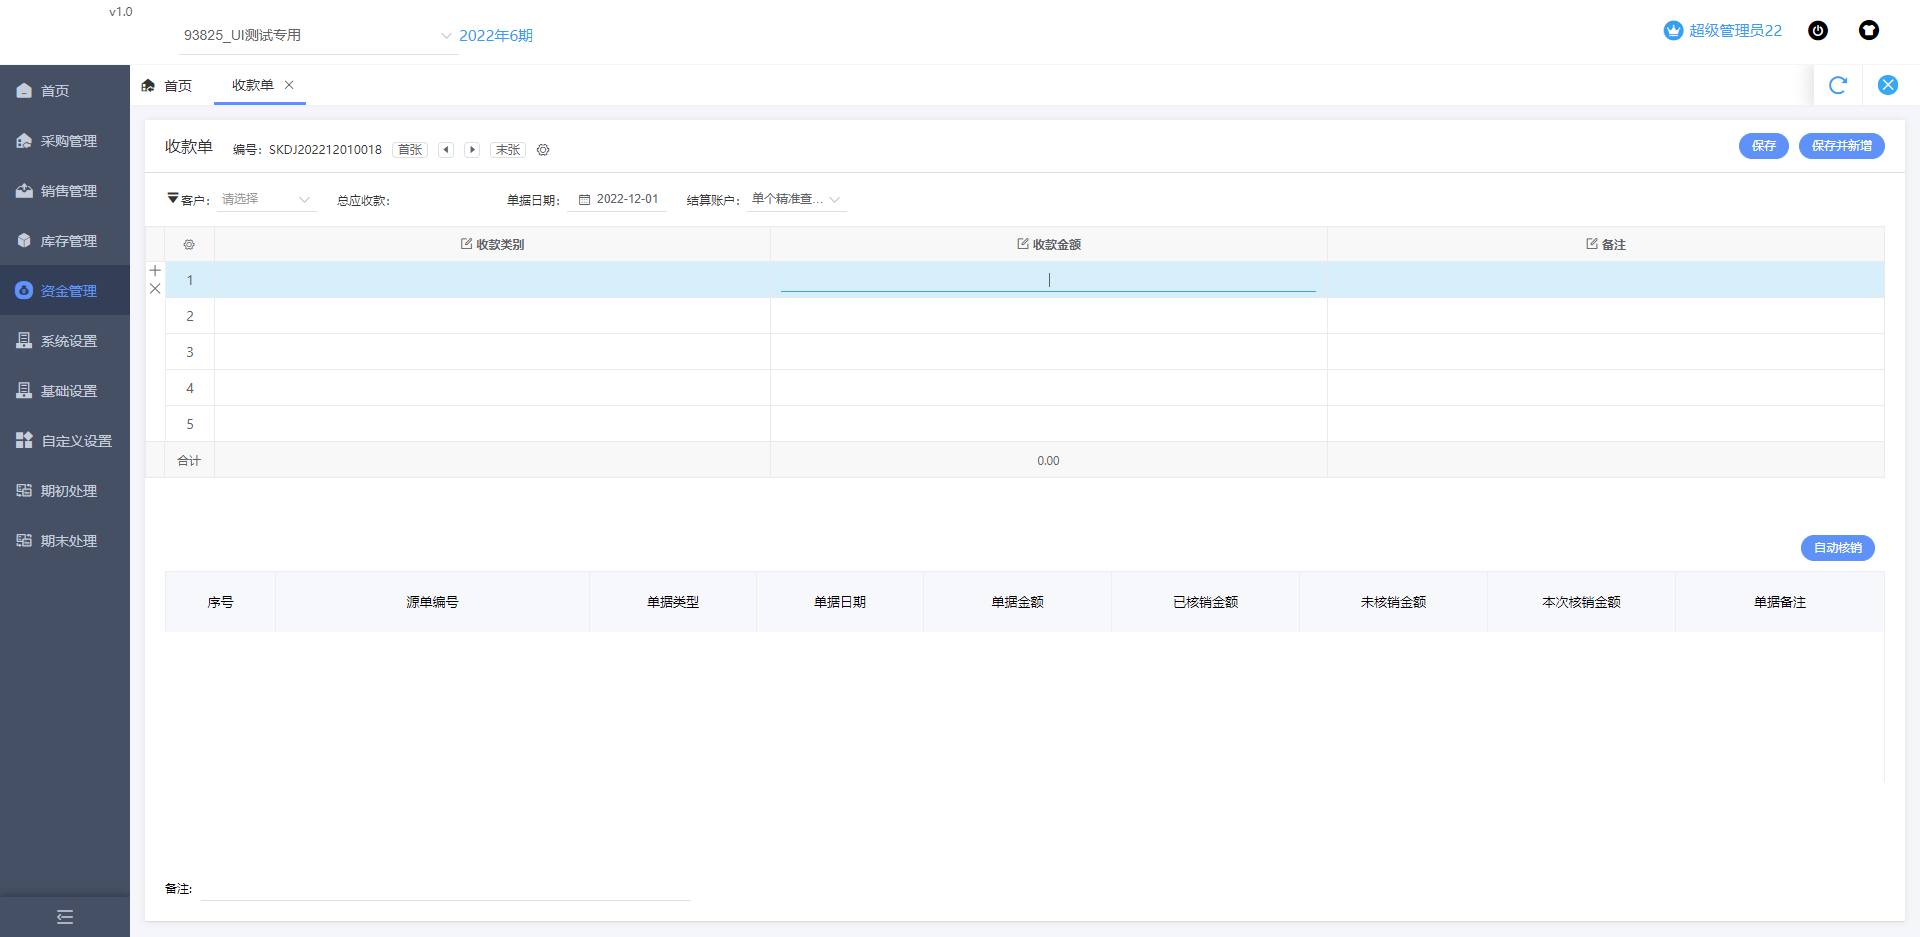 v1.0
93825_UI测试专用 2022年6期 超级管理员22
首页
采购管理
销售管理
库存管理
资金管理
系统设置
基础设置
自定义设置
期初处理
期末处理
首页 收款单
收款单 编号: SKDJ202212010018 首张 末张 保存 保存并新增
客户: 请选择 总应收款: 单据日期: 2022-12-01 结算账户: 单个精准查...
收款类别 收款金额 备注
1
2
3
4
5
合计 0.00
自动核销
序号 源单编号 单据类型 单据日期 单据金额 已核销金额 未核销金额 本次核销金额 单据备注
备注: